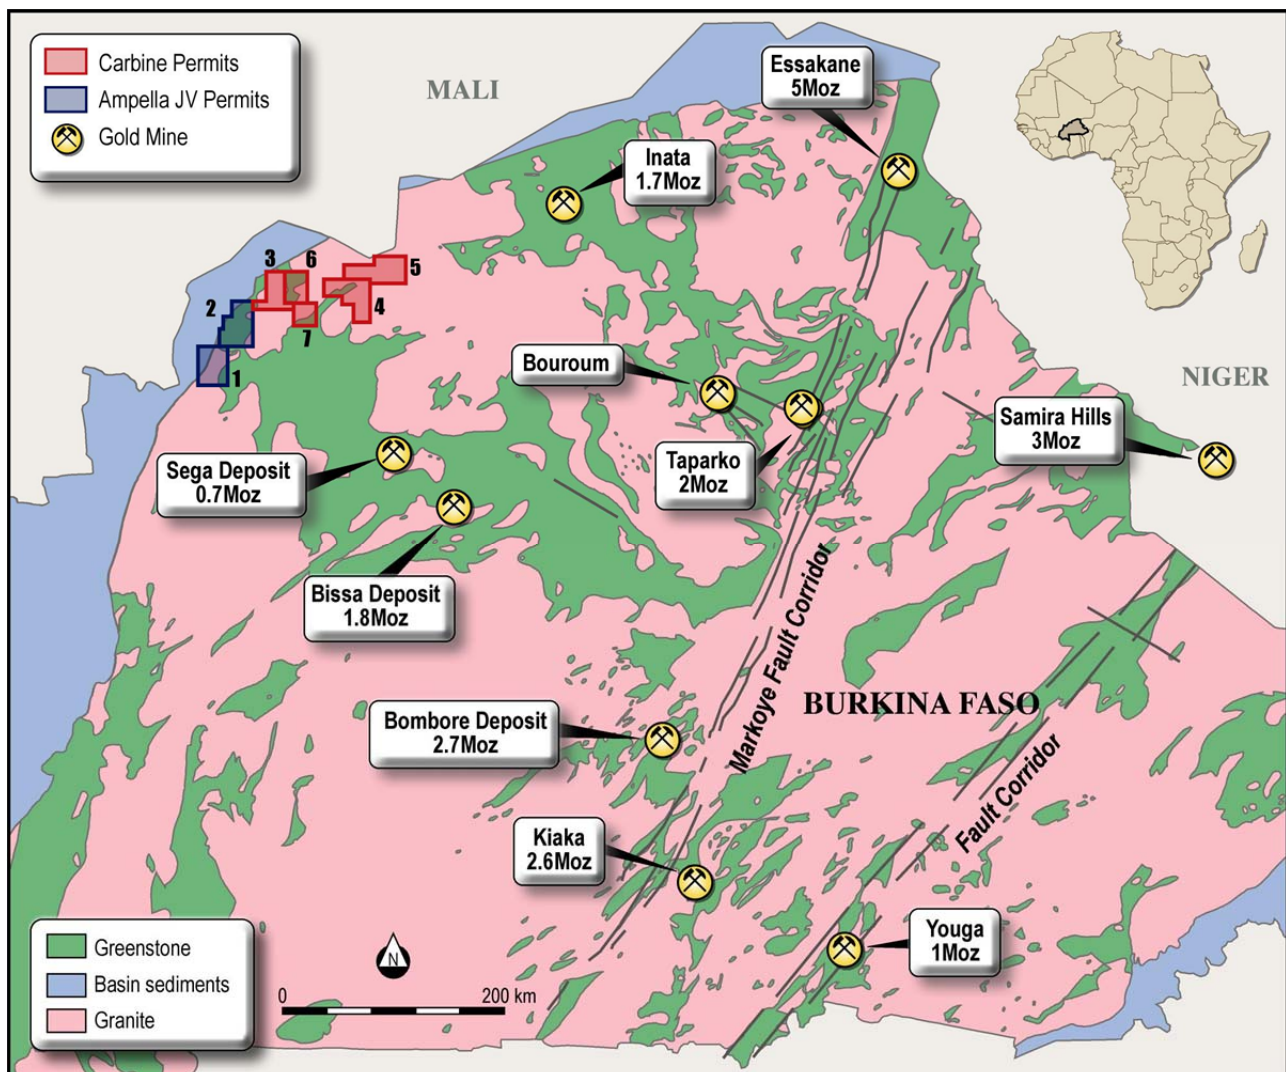 Carbine Permits
Ampella JV Permits
Gold Mine
MALI
Essakane
5Moz
Inata
1.7Moz
3
6
5
2
4
7
1
Bouroum
NIGER
Samira Hills
3Moz
Taparko
2Moz
Sega Deposit
0.7Moz
Bissa Deposit
1.8Moz
Markoye Fault Corridor
BURKINA FASO
Bombore Deposit
2.7Moz
Fault Corridor
Kiaka
2.6Moz
Youga
1Moz
Greenstone
Basin sediments
Granite
N
0
200 km